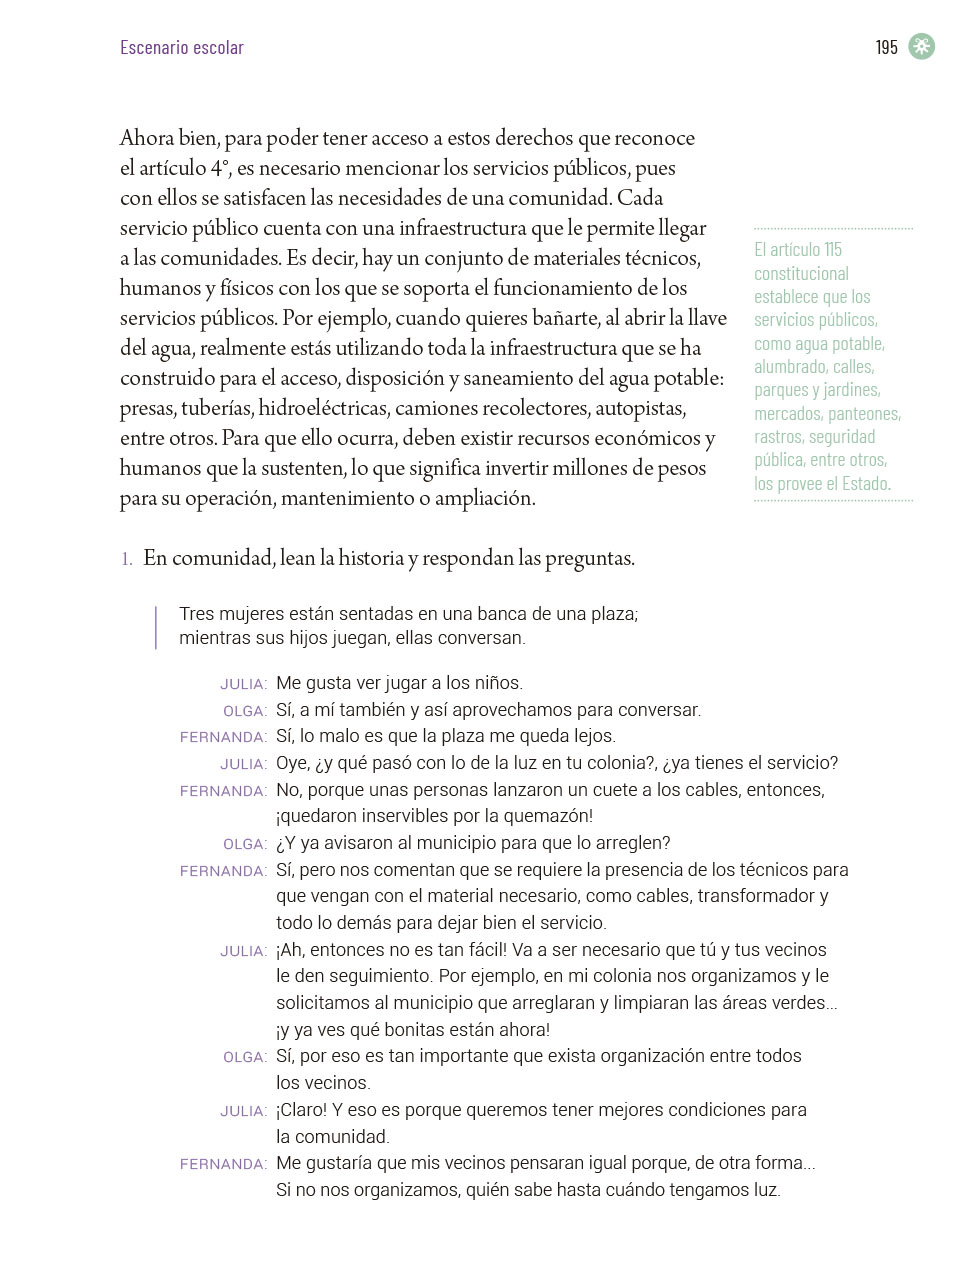 Escenario escolar
195
Ahora bien, para poder tener acceso a estos derechos que reconoce
el artículo 4°, es necesario mencionar los servicios públicos, pues
con ellos se satisfacen las necesidades de una comunidad. Cada
servicio público cuenta con una infraestructura que le permite llegar
a las comunidades. Es decir, hay un conjunto de materiales técnicos,
humanos y físicos con los que se soporta el funcionamiento de los
servicios públicos. Por ejemplo, cuando quieres bañarte, al abrir la llave
del agua, realmente estás utilizando toda la infraestructura que se ha
construido para el acceso, disposición y saneamiento del agua potable:
presas, tuberías, hidroeléctricas, camiones recolectores, autopistas,
entre otros. Para que ello ocurra, deben existir recursos económicos y
humanos que la sustenten, lo que significa invertir millones de pesos
para su operación, mantenimiento o ampliación.
El artículo 115
constitucional
establece que los
servicios públicos,
como agua potable,
alumbrado, calles,
parques y jardines,
mercados, panteones,
rastros, seguridad
pública, entre otros,
los provee el Estado.
1. En comunidad, lean la historia y respondan las preguntas.
Tres mujeres están sentadas en una banca de una plaza;
mientras sus hijos juegan, ellas conversan.
JULIA: Me gusta ver jugar a los niños.
OLGA: Sí, a mí también y así aprovechamos para conversar.
FERNANDA: Sí, lo malo es que la plaza me queda lejos.
JULIA: Oye, ¿y qué pasó con lo de la luz en tu colonia?, ¿ya tienes el servicio?
FERNANDA: No, porque unas personas lanzaron un cuete a los cables, entonces,
¡quedaron inservibles por la quemazón!
OLGA: ¿Y ya avisaron al municipio para que lo arreglen?
FERNANDA: Sí, pero nos comentan que se requiere la presencia de los técnicos para
que vengan con el material necesario, como cables, transformador y
todo lo demás para dejar bien el servicio.
JULIA: ¡Ah, entonces no es tan fácil! Va a ser necesario que tú y tus vecinos
le den seguimiento. Por ejemplo, en mi colonia nos organizamos y le
solicitamos al municipio que arreglaran y limpiaran las áreas verdes...
¡y ya ves qué bonitas están ahora!
OLGA: Sí, por eso es tan importante que exista organización entre todos
los vecinos.
JULIA: ¡Claro! Y eso es porque queremos tener mejores condiciones para
la comunidad.
FERNANDA: Me gustaría que mis vecinos pensaran igual porque, de otra forma...
Si no nos organizamos, quién sabe hasta cuándo tengamos luz.